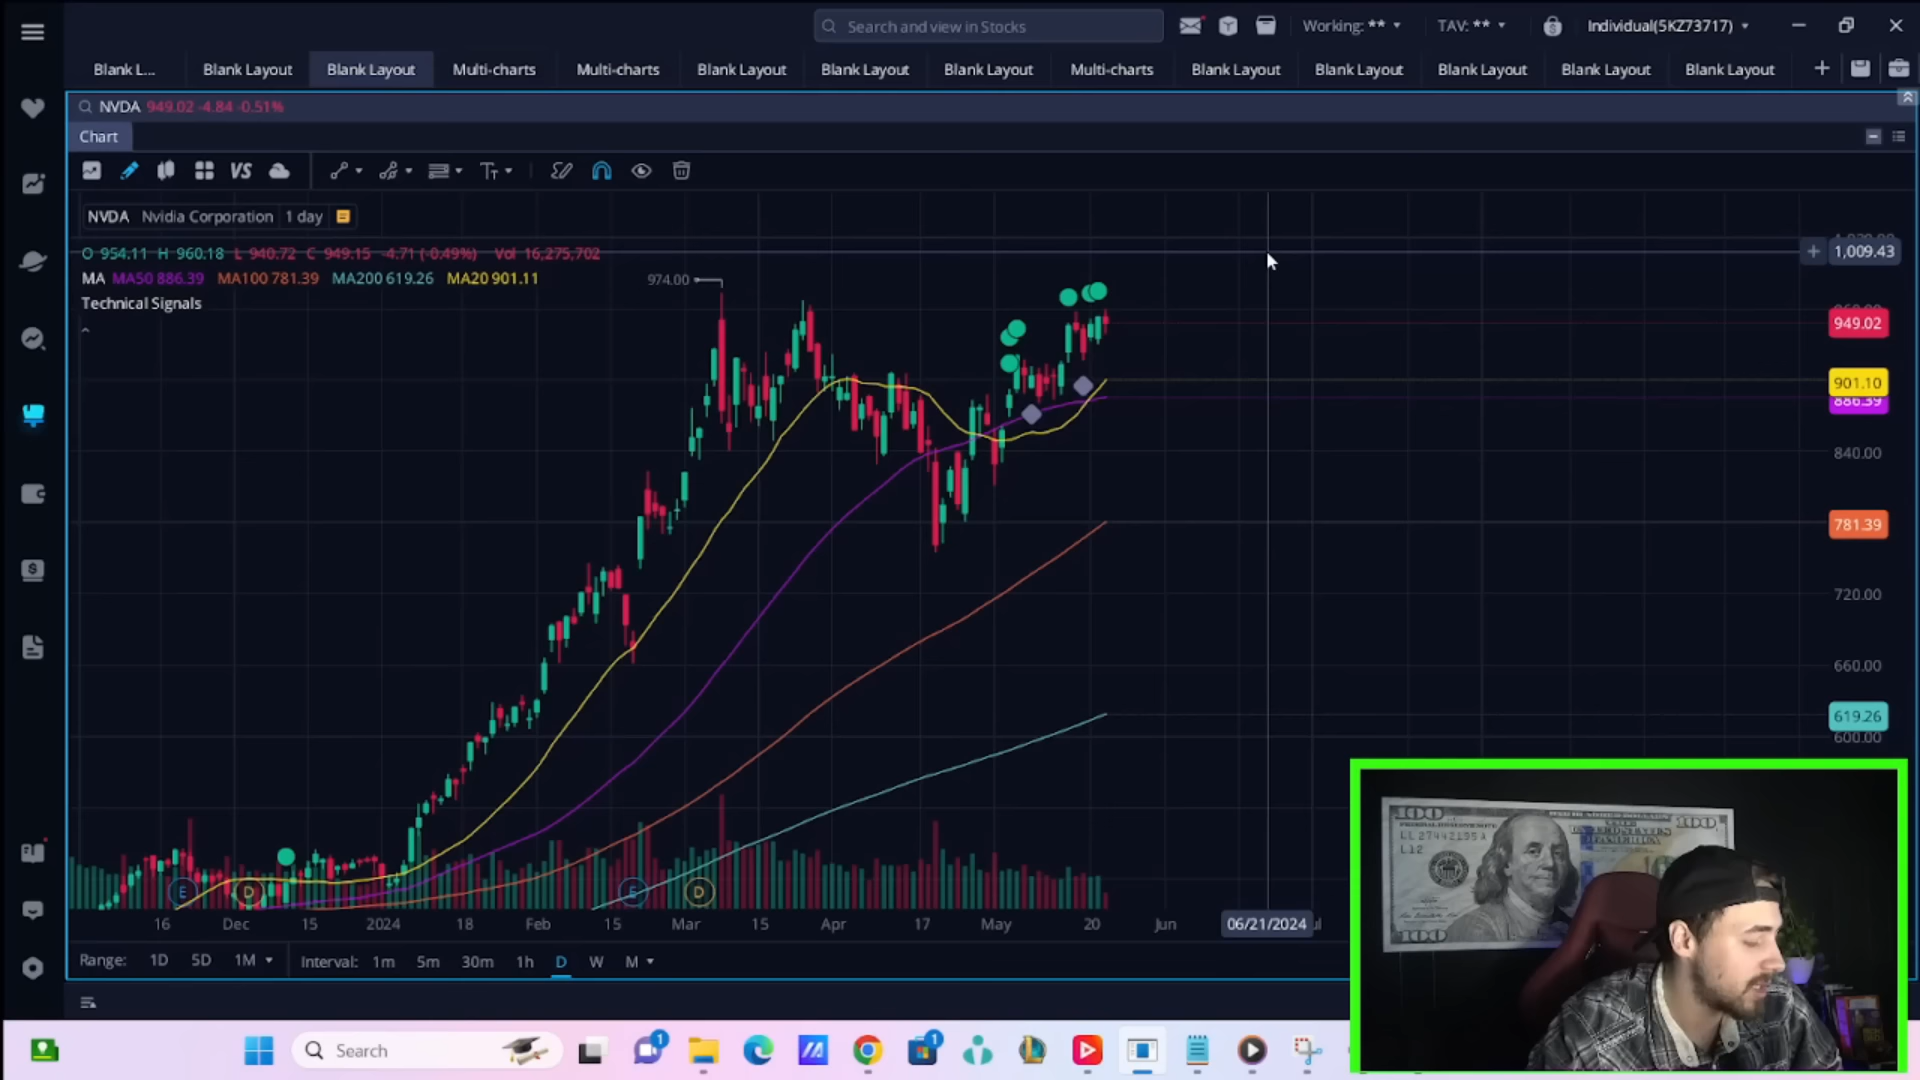 Search and view in Stocks
Working: **
TAV: **
Individual(5KZ73717)
Blank L...
Blank Layout
Blank Layout
Multi-charts
Multi-charts
Blank Layout
Blank Layout
Blank Layout
Multi-charts
Blank Layout
Blank Layout
Blank Layout
Blank Layout
Blank Layout
NVDA 949.02 -4.84 -0.51%
Chart
VS
NVDA Nvidia Corporation 1 day
O 954.11 H 960.18 L 940.72 C 949.15 -4.71 (-0.49%) Vol 16,275,702
MA MA50 886.39 MA100 781.39 MA200 619.26 MA20 901.11
Technical Signals
974.00
1,009.43
949.02
901.10
886.39
840.00
781.39
720.00
660.00
619.26
600.00
E D E D
16 Dec 15 2024 18 Feb 15 Mar 15 Apr 17 May 20 Jun 06/21/2024
Range: 1D 5D 1M Interval: 1m 5m 30m 1h D W M
100 100
LL 27442195 A
L 12
100
Search
1
1